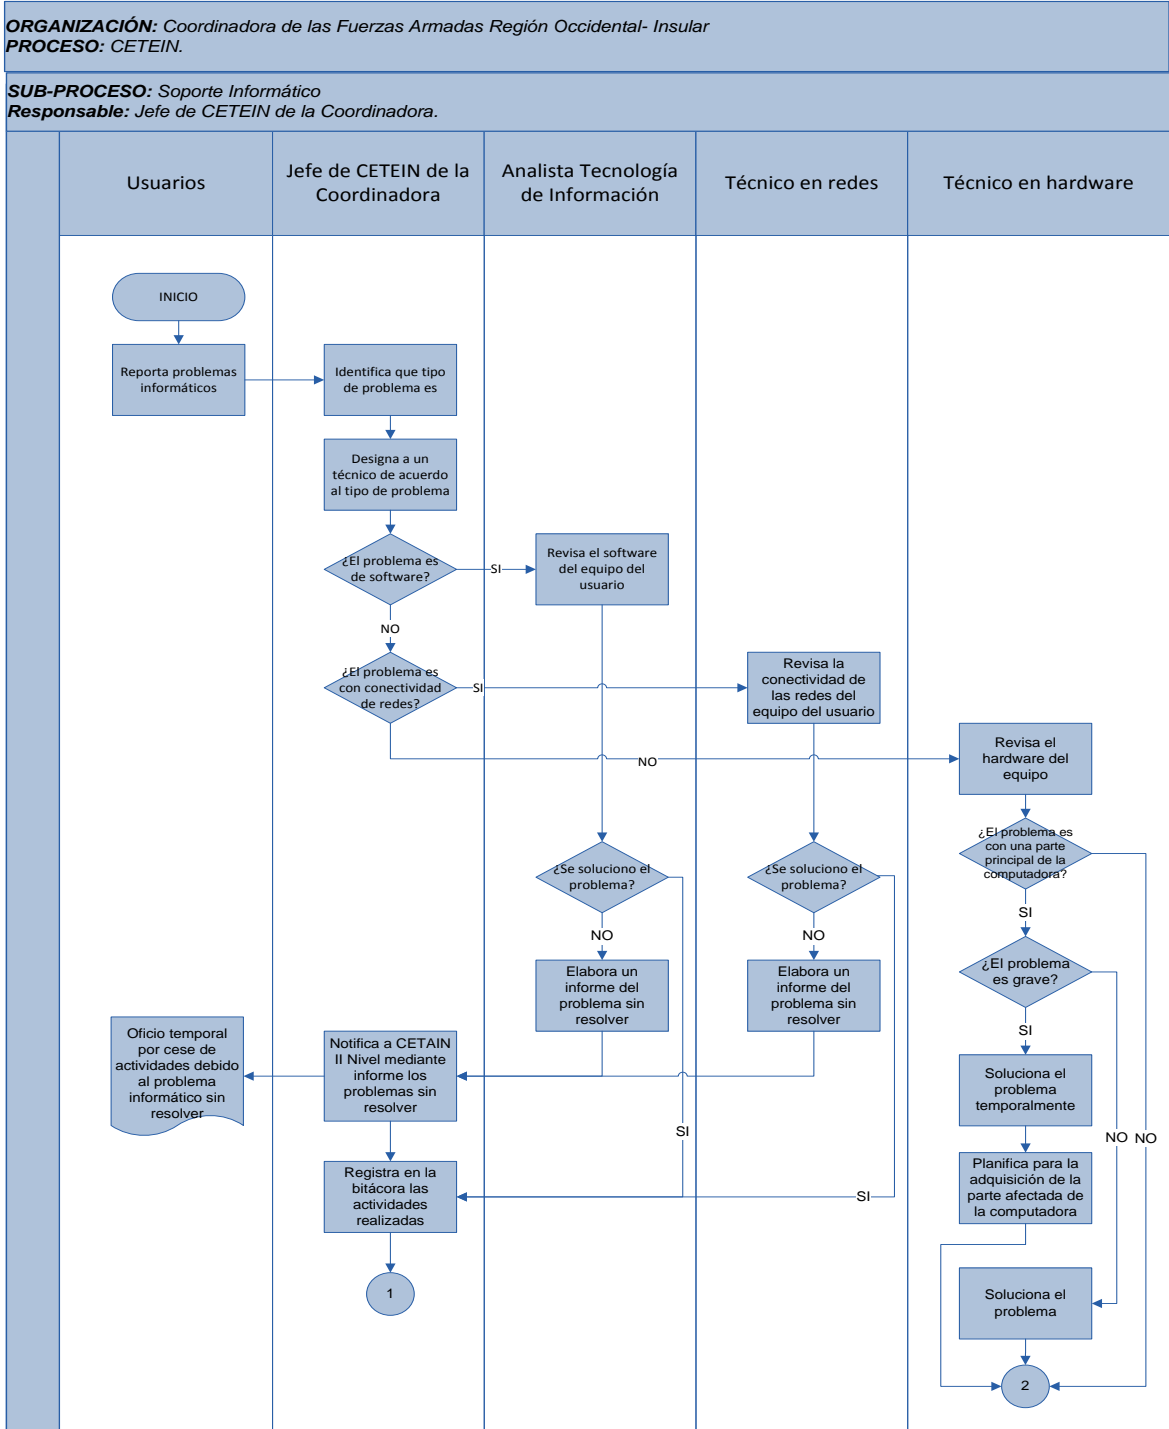 ORGANIZACIÓN: Coordinadora de las Fuerzas Armadas Región Occidental- Insular
PROCESO: CETEIN.
SUB-PROCESO: Soporte Informático
Responsable: Jefe de CETEIN de la Coordinadora.
Usuarios
Jefe de CETEIN de la
Coordinadora
Analista Tecnología
de Información
Técnico en redes
Técnico en hardware
INICIO
Reporta problemas
informáticos
Identifica que tipo
de problema es
Designa a un
técnico de acuerdo
al tipo de problema
¿El problema es
de software?
SI
Revisa el software
del equipo del
usuario
NO
¿El problema es
con conectividad
de redes?
SI
Revisa la
conectividad de
las redes del
equipo del usuario
NO
Revisa el
hardware del
equipo
¿El problema es
con una parte
principal de la
computadora?
¿Se soluciono el
problema?
¿Se soluciono el
problema?
SI
NO
NO
¿El problema
es grave?
Elabora un
informe del
problema sin
resolver
Elabora un
informe del
problema sin
resolver
SI
Oficio temporal
por cese de
actividades debido
al problema
informático sin
resolver
Notifica a CETAIN
II Nivel mediante
informe los
problemas sin
resolver
Soluciona el
problema
temporalmente
SI
NO
NO
Registra en la
bitácora las
actividades
realizadas
SI
Planifica para la
adquisición de la
parte afectada de
la computadora
1
Soluciona el
problema
2